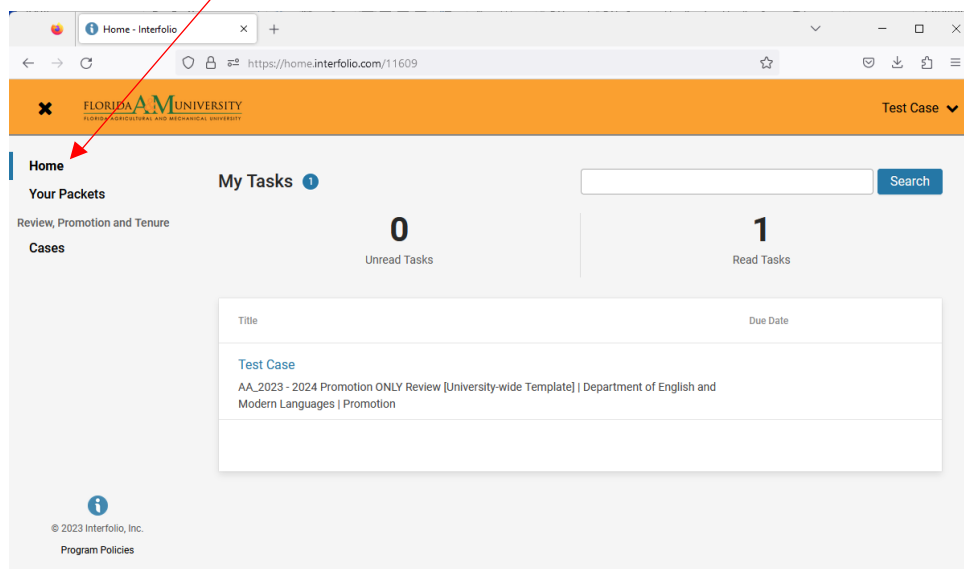 Home - Interfolio
https://home.interfolio.com/11609
FLORIDA A&M UNIVERSITY
FLORIDA AGRICULTURAL AND MECHANICAL UNIVERSITY
Test Case
Home
Your Packets
Review, Promotion and Tenure
Cases
My Tasks 1
Search
0
Unread Tasks
1
Read Tasks
Title Due Date
Test Case
AA_2023 - 2024 Promotion ONLY Review [University-wide Template] | Department of English and
Modern Languages | Promotion
© 2023 Interfolio, Inc.
Program Policies